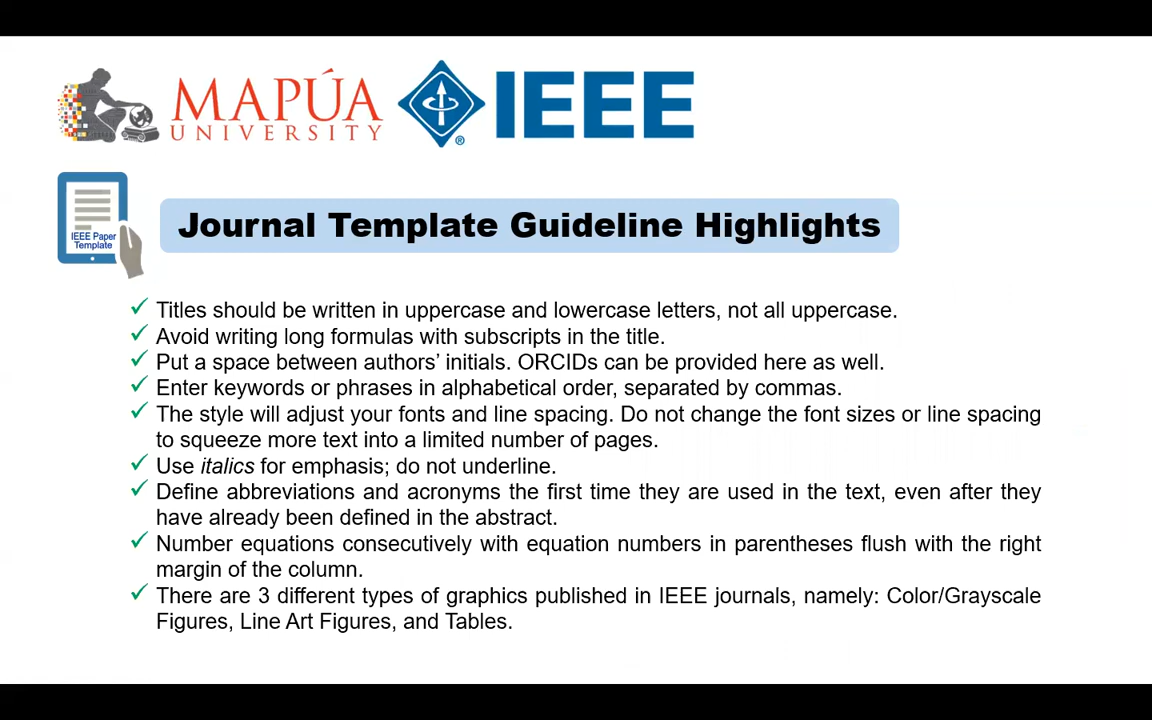 MAPÚA
UNIVERSITY
IEEE
®
IEEE Paper
Template
Journal Template Guideline Highlights
✓ Titles should be written in uppercase and lowercase letters, not all uppercase.
✓ Avoid writing long formulas with subscripts in the title.
✓ Put a space between authors’ initials. ORCIDs can be provided here as well.
✓ Enter keywords or phrases in alphabetical order, separated by commas.
✓ The style will adjust your fonts and line spacing. Do not change the font sizes or line spacing
to squeeze more text into a limited number of pages.
✓ Use italics for emphasis; do not underline.
✓ Define abbreviations and acronyms the first time they are used in the text, even after they
have already been defined in the abstract.
✓ Number equations consecutively with equation numbers in parentheses flush with the right
margin of the column.
✓ There are 3 different types of graphics published in IEEE journals, namely: Color/Grayscale
Figures, Line Art Figures, and Tables.